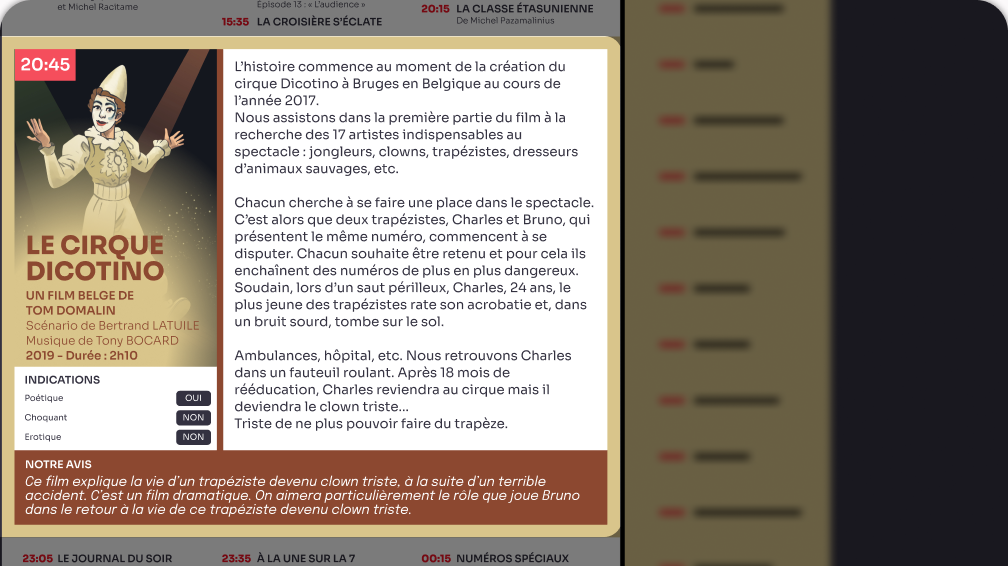 et Michel Racitame
Épisode 13 : « L’audience »
15:35 LA CROISIÈRE S’ÉCLATE
20:15 LA CLASSE ÉTASUNIENNE
De Michel Pazamalinius
20:45
LE CIRQUE
DICOTINO
UN FILM BELGE DE
TOM DOMALIN
Scénario de Bertrand LATUILE
Musique de Tony BOCARD
2019 - Durée : 2h10
INDICATIONS
Poétique OUI
Choquant NON
Erotique NON
L’histoire commence au moment de la création du
cirque Dicotino à Bruges en Belgique au cours de
l’année 2017.
Nous assistons dans la première partie du film à la
recherche des 17 artistes indispensables au
spectacle : jongleurs, clowns, trapézistes, dresseurs
d’animaux sauvages, etc.
Chacun cherche à se faire une place dans le spectacle.
C’est alors que deux trapézistes, Charles et Bruno, qui
présentent le même numéro, commencent à se
disputer. Chacun souhaite être retenu et pour cela ils
enchaînent des numéros de plus en plus dangereux.
Soudain, lors d’un saut périlleux, Charles, 24 ans, le
plus jeune des trapézistes rate son acrobatie et, dans
un bruit sourd, tombe sur le sol.
Ambulances, hôpital, etc. Nous retrouvons Charles
dans un fauteuil roulant. Après 18 mois de
rééducation, Charles reviendra au cirque mais il
deviendra le clown triste...
Triste de ne plus pouvoir faire du trapèze.
NOTRE AVIS
Ce film explique la vie d’un trapéziste devenu clown triste, à la suite d’un terrible
accident. C’est un film dramatique. On aimera particulièrement le rôle que joue Bruno
dans le retour à la vie de ce trapéziste devenu clown triste.
23:05 LE JOURNAL DU SOIR
23:35 À LA UNE SUR LA 7
00:15 NUMÉROS SPÉCIAUX